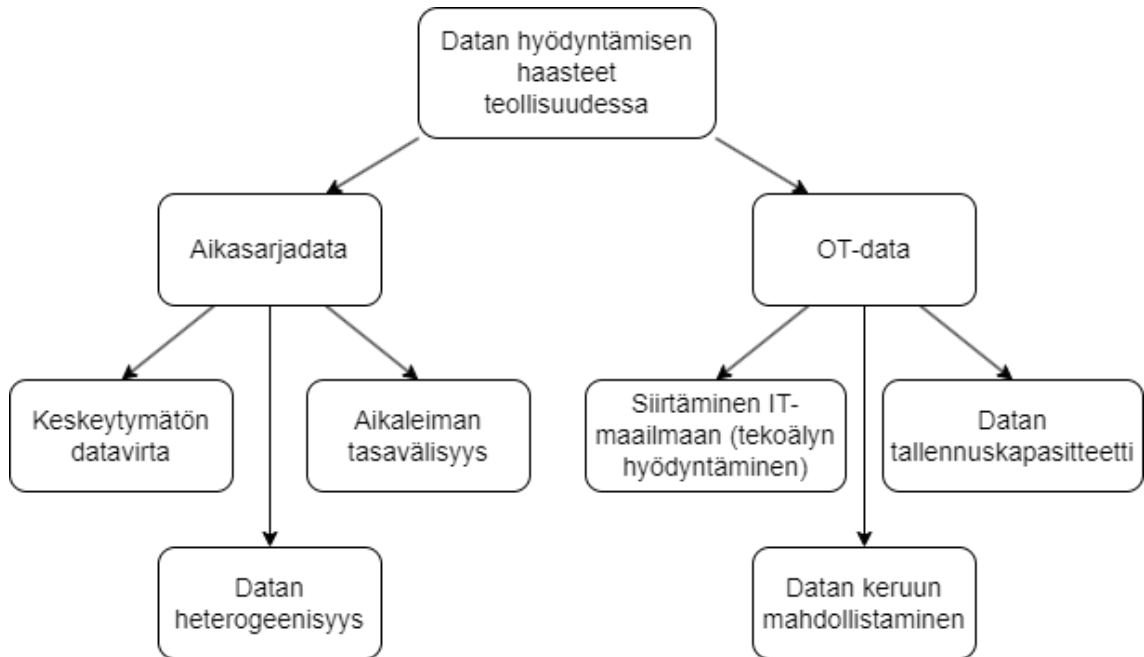 Datan hyödyntämisen
haasteet
teollisuudessa
Aikasarjadata
OT-data
Keskeytymätön
datavirta
Aikaleiman
tasavälisyys
Siirtäminen IT-
maailmaan (tekoälyn
hyödyntäminen)
Datan
tallennuskapasitteetti
Datan
heterogeenisyys
Datan keruun
mahdollistaminen